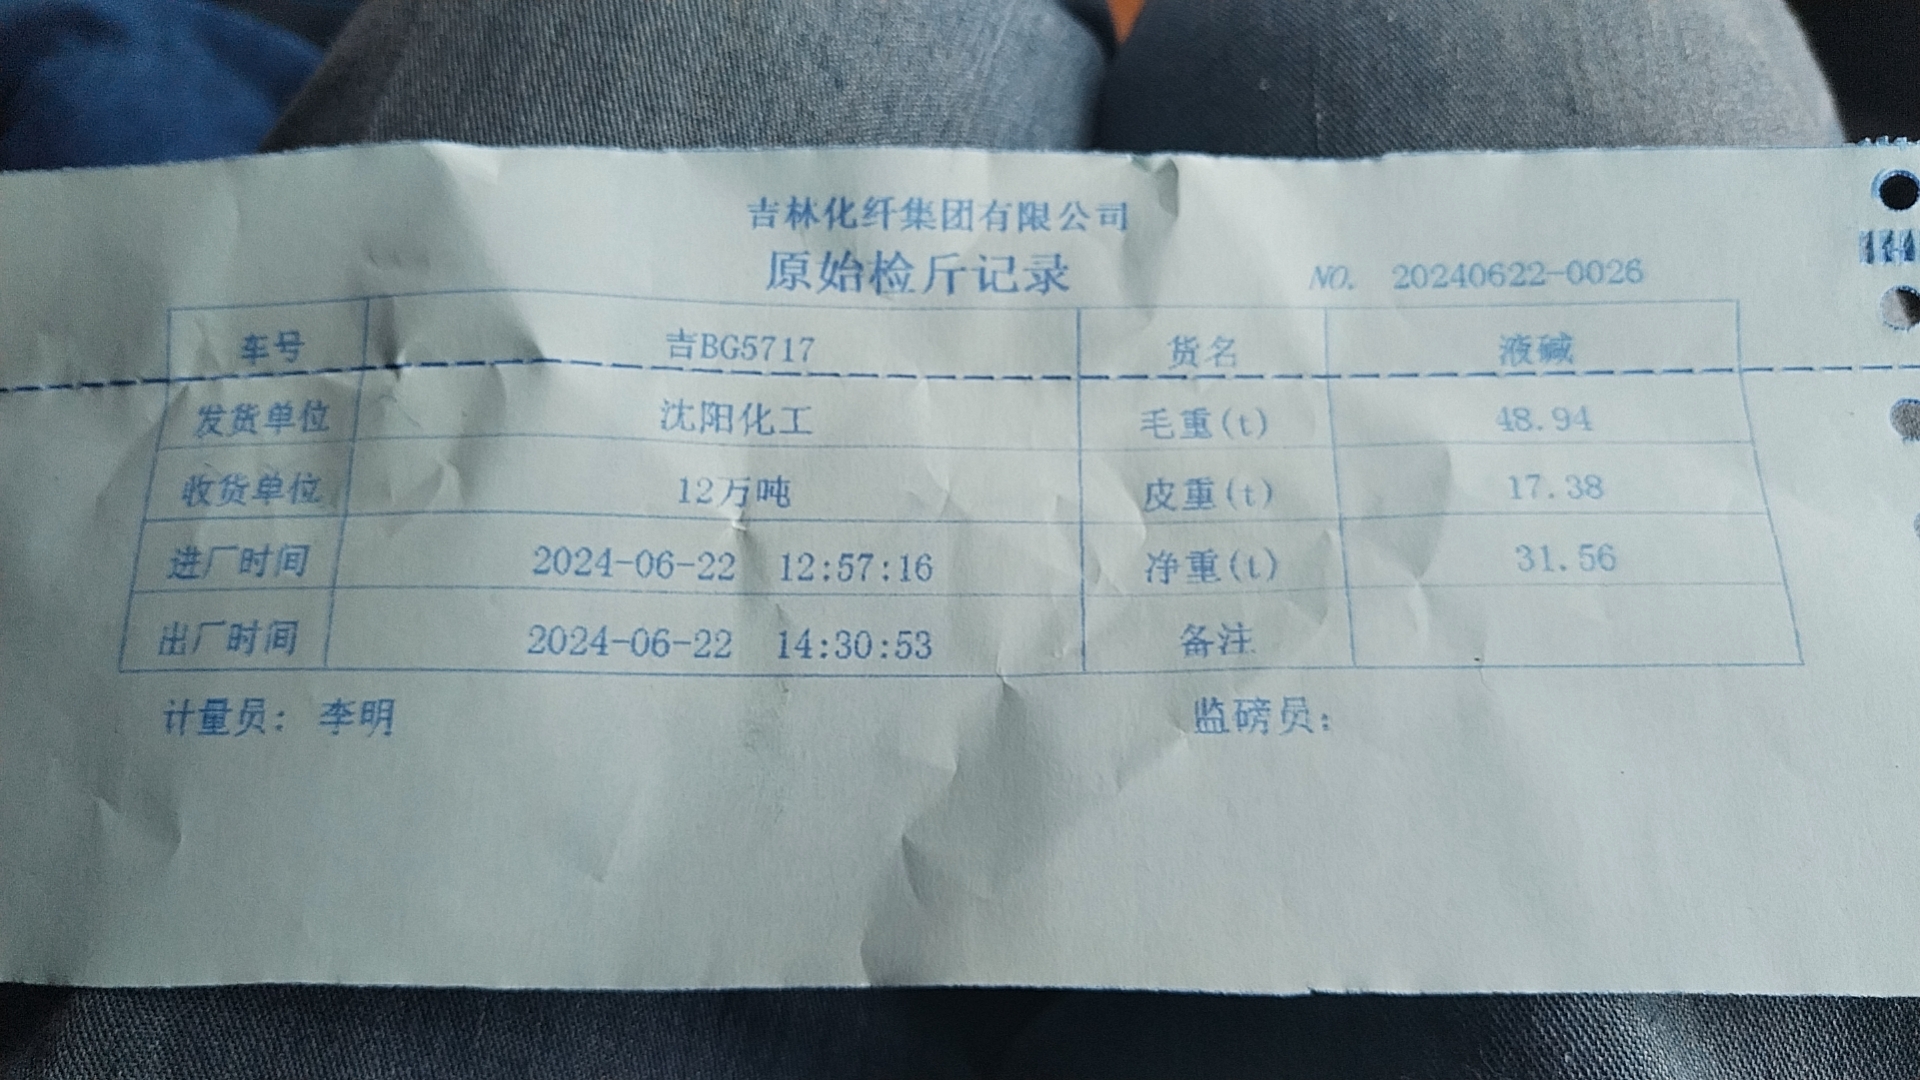 吉林化纤集团有限公司
原始检斤记录 NO. 20240622-0026
车号 吉BG5717 货名 液碱
发货单位 沈阳化工 毛重(t) 48.94
收货单位 12万吨 皮重(t) 17.38
进厂时间 2024-06-22 12:57:16 净重(t) 31.56
出厂时间 2024-06-22 14:30:53 备注
计量员: 李明 监磅员: